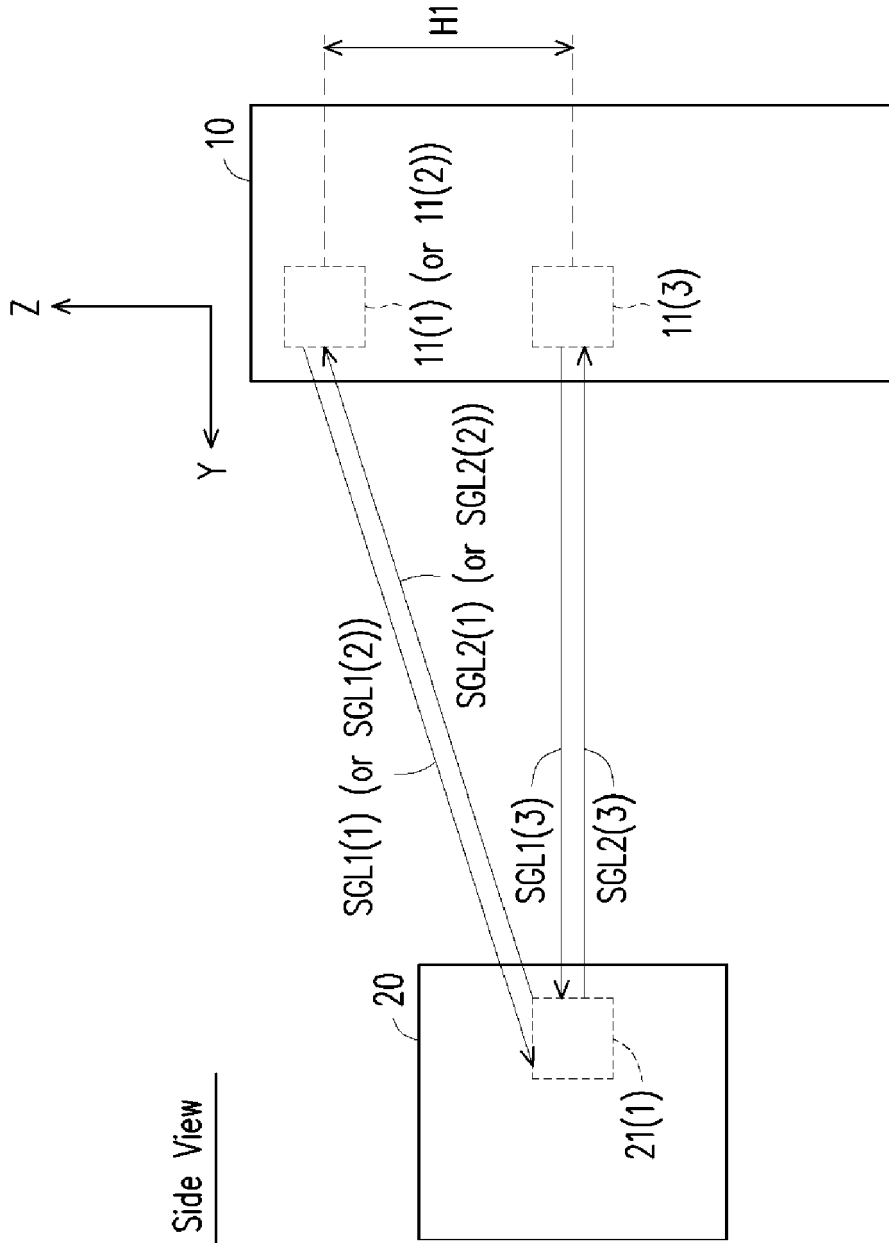 Side View
Z
Y
H1
10
11(1) (or 11(2))
11(3)
SGL1(1) (or SGL1(2))
SGL2(1) (or SGL2(2))
SGL1(3)
SGL2(3)
20
21(1)